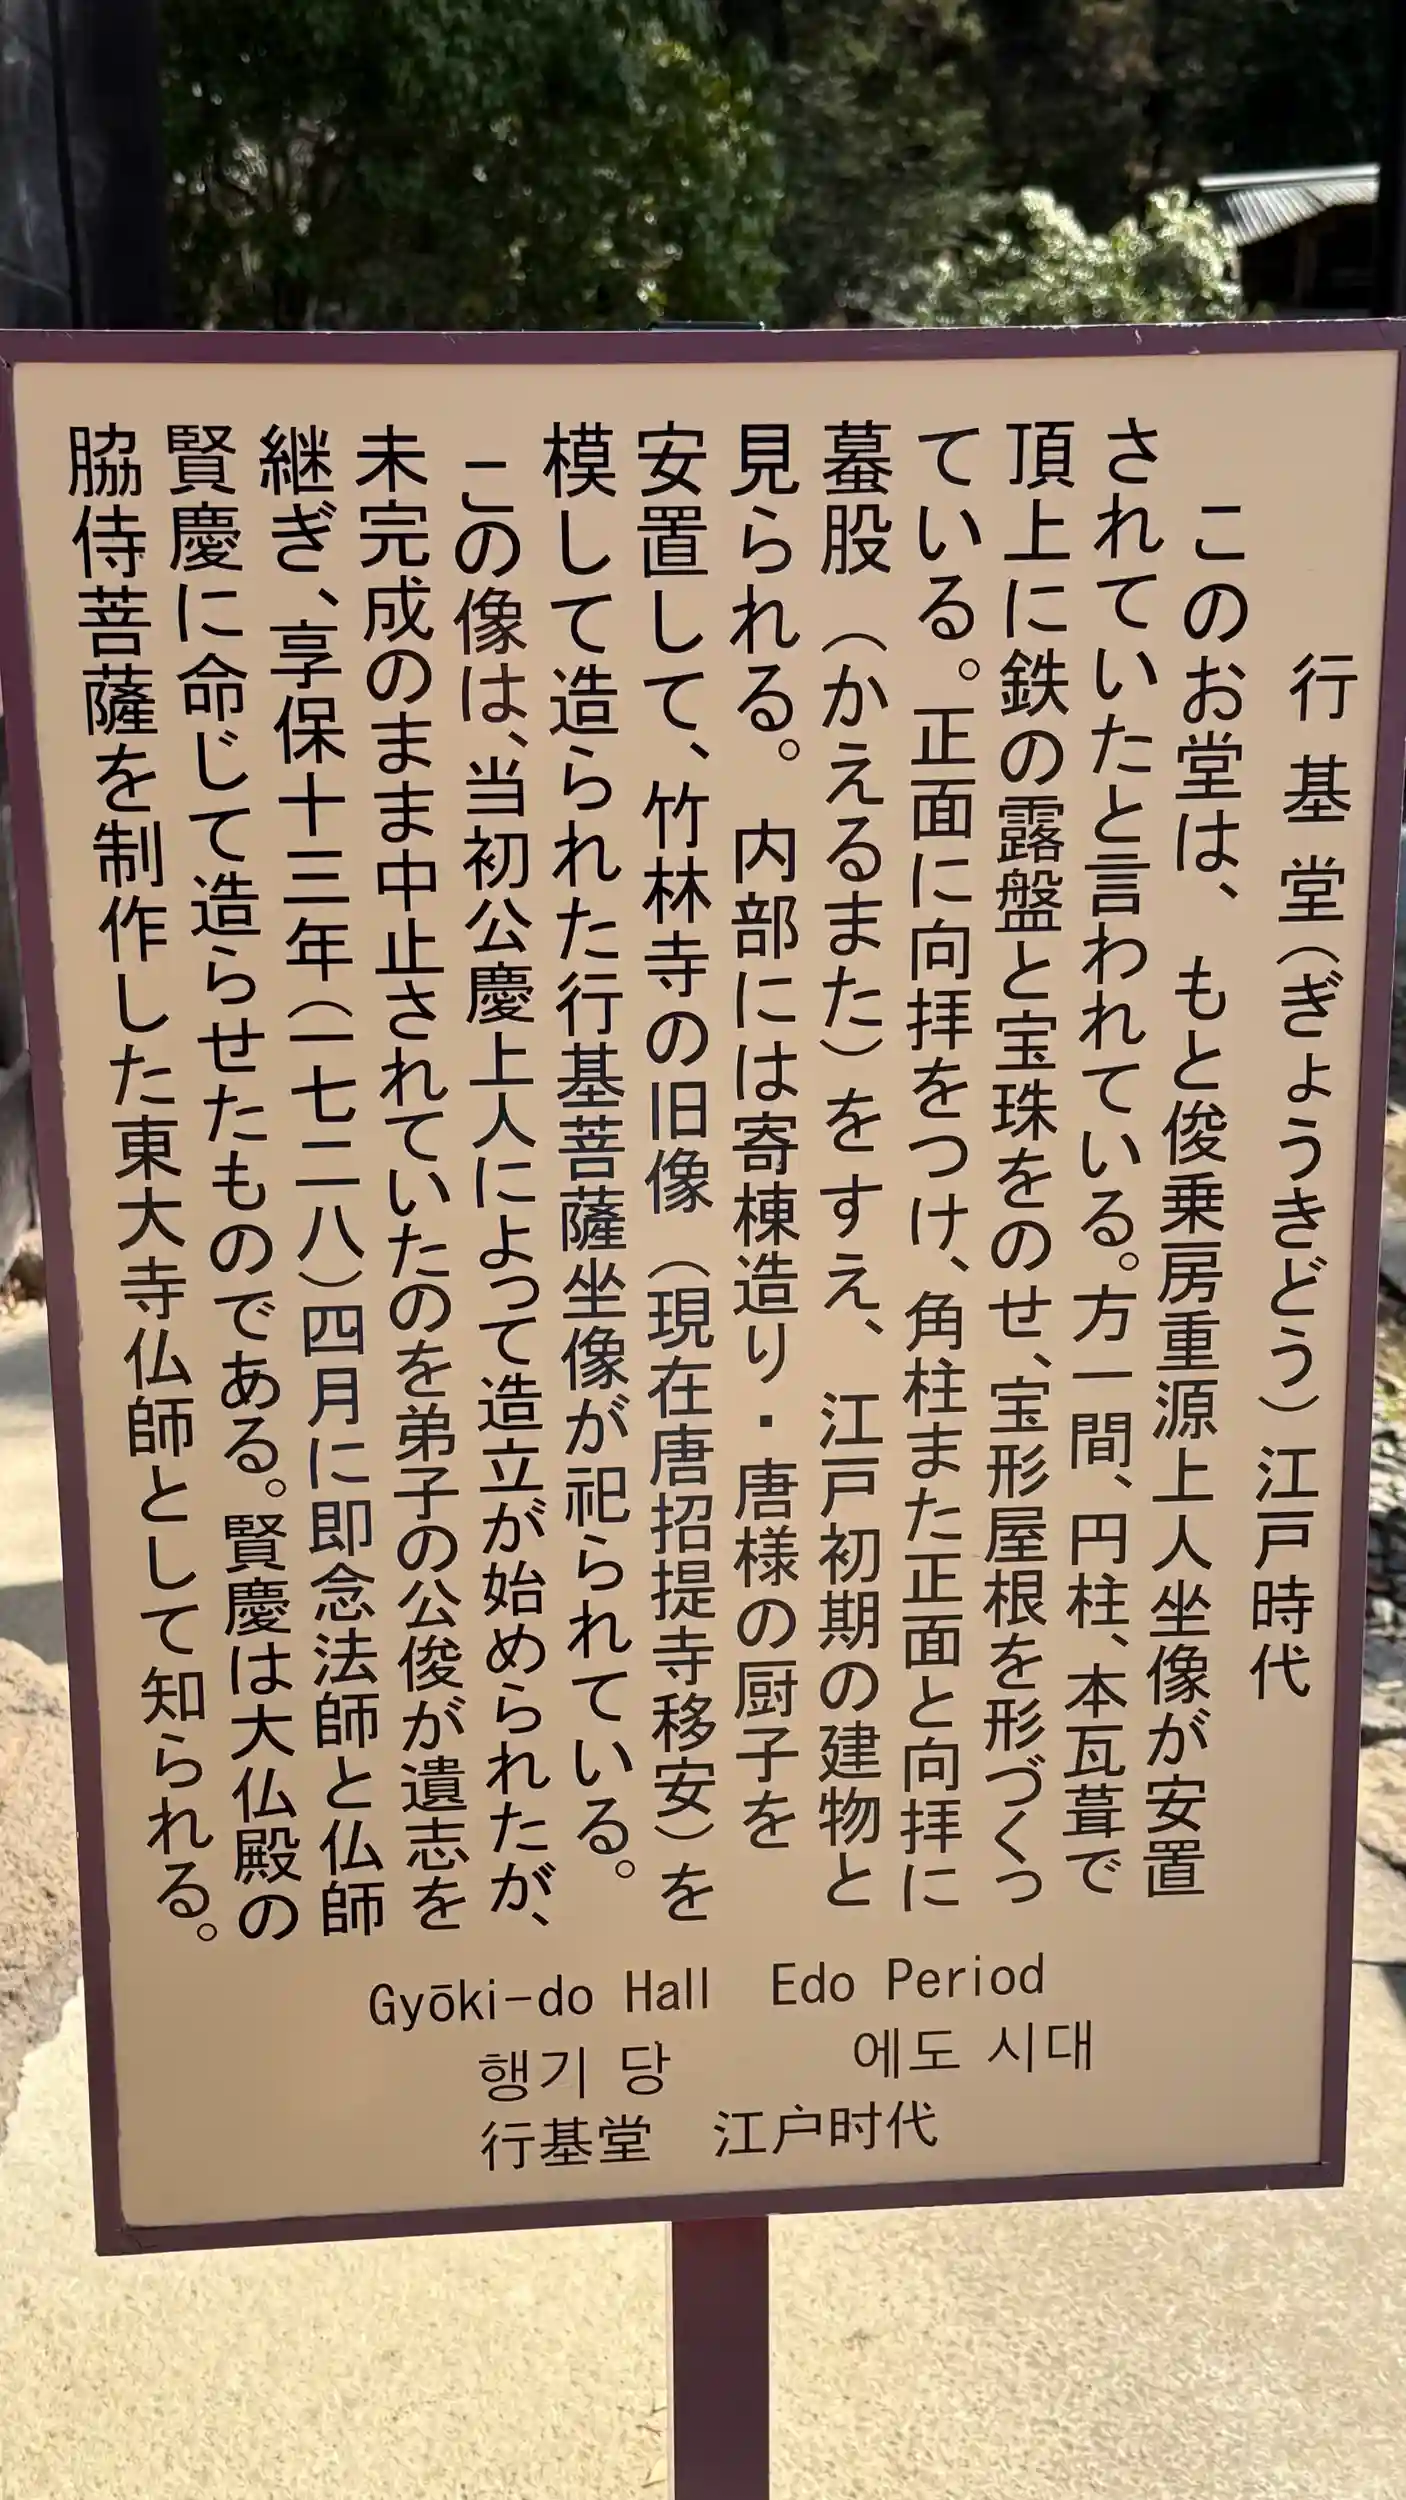 行基堂（ぎょうきどう）江戸時代
このお堂は、もと俊乗房重源上人坐像が安置
されていたと言われている。方一間、円柱、本瓦葺で
頂上に鉄の露盤と宝珠をのせ、宝形屋根を形づくっ
ている。正面に向拝をつけ、角柱また正面と向拝に
蟇股（かえるまた）をすえ、江戸初期の建物と
見られる。内部には寄棟造り・唐様の厨子を
安置して、竹林寺の旧像（現在唐招提寺移安）を
模して造られた行基菩薩坐像が祀られている。
この像は、当初公慶上人によって造立が始められたが、
未完成のまま中止されていたのを弟子の公俊が遺志を
継ぎ、享保十三年（一七二八）四月に即念法師と仏師
賢慶に命じて造らせたものである。賢慶は大仏殿の
脇侍菩薩を制作した東大寺仏師として知られる。
Gyōki-do Hall Edo Period
행기 당 에도 시대
行基堂 江户时代